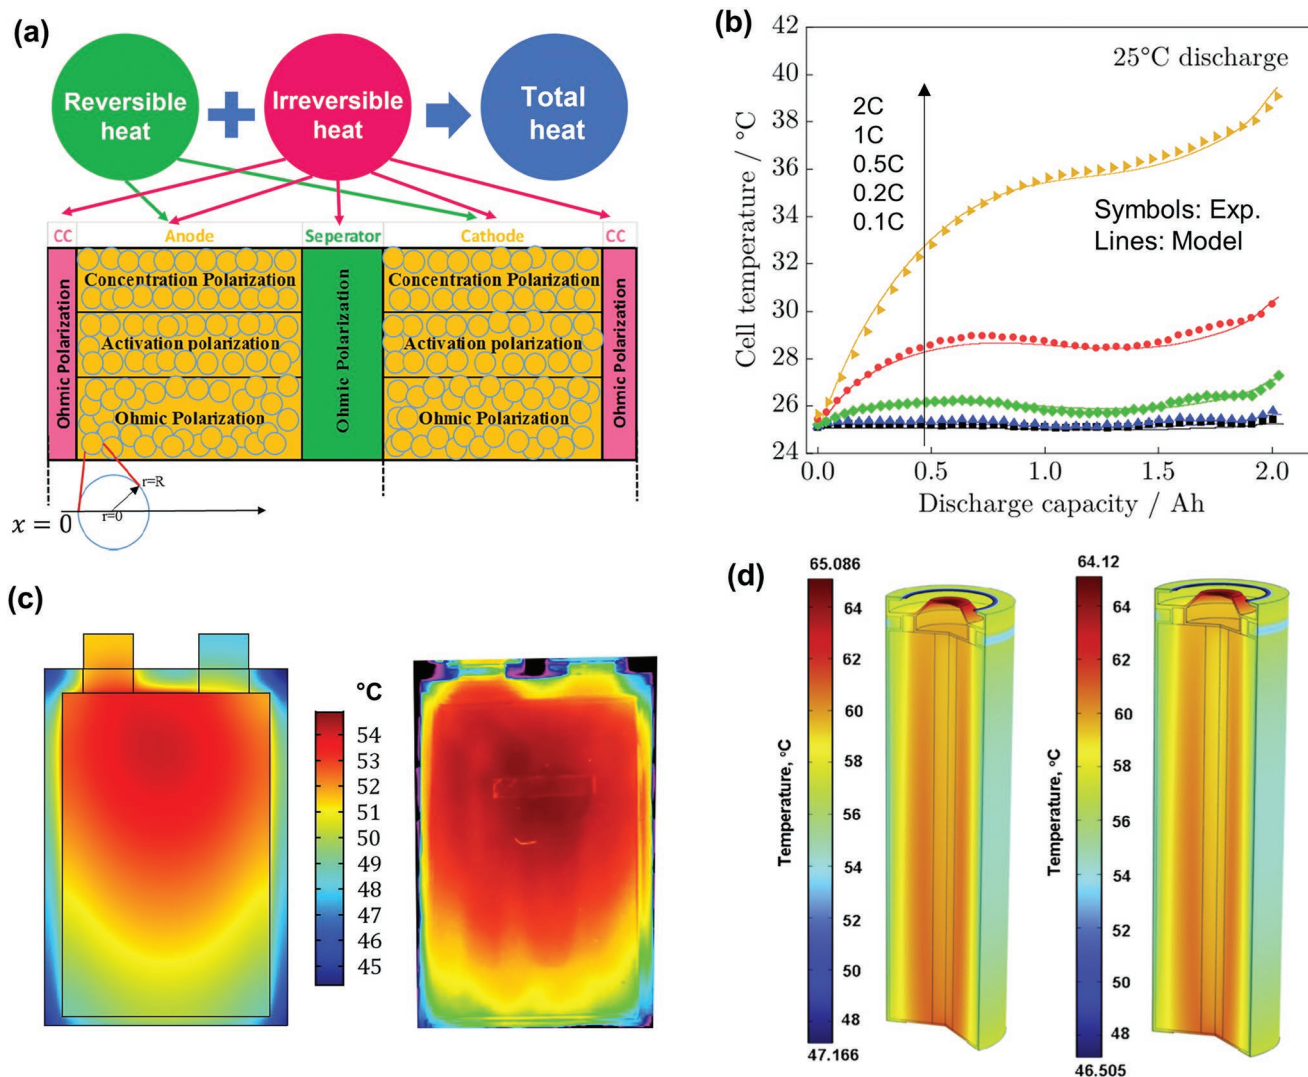 (a)
Reversible
heat
Irreversible
heat
Total
heat
CC
Anode
Seperator
Cathode
CC
Ohmic Polarization
Concentration Polarization
Activation polarization
Ohmic Polarization
Ohmic Polarization
Concentration Polarization
Activation polarization
Ohmic Polarization
Ohmic Polarization
r=R
r=0
x = 0
(b)
42
40
38
36
34
32
30
28
26
24
Cell temperature / °C
25°C discharge
2C
1C
0.5C
0.2C
0.1C
Symbols: Exp.
Lines: Model
0.0
0.5
1.0
1.5
2.0
Discharge capacity / Ah
(c)
°C
54
53
52
51
50
49
48
47
46
45
(d)
65.086
64
62
60
58
56
54
52
50
48
47.166
Temperature, °C
64.12
64
62
60
58
56
54
52
50
48
46.505
Temperature, °C